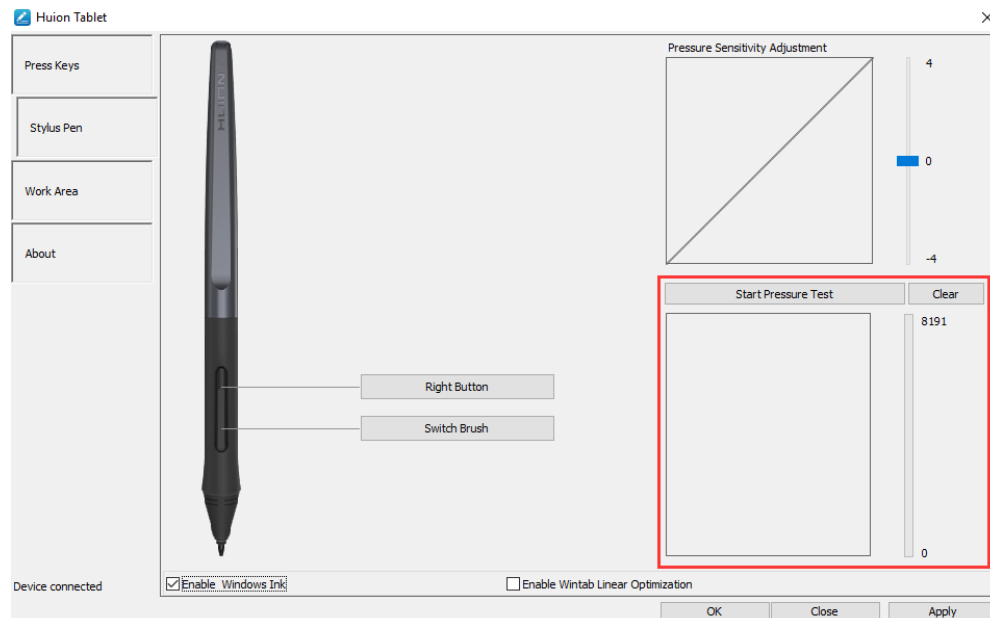 Huion Tablet
Press Keys
Stylus Pen
Work Area
About
Device connected
HUION
Right Button
Switch Brush
Pressure Sensitivity Adjustment
4
0
-4
Start Pressure Test
Clear
8191
0
Enable Windows Ink
Enable Wintab Linear Optimization
OK
Close
Apply